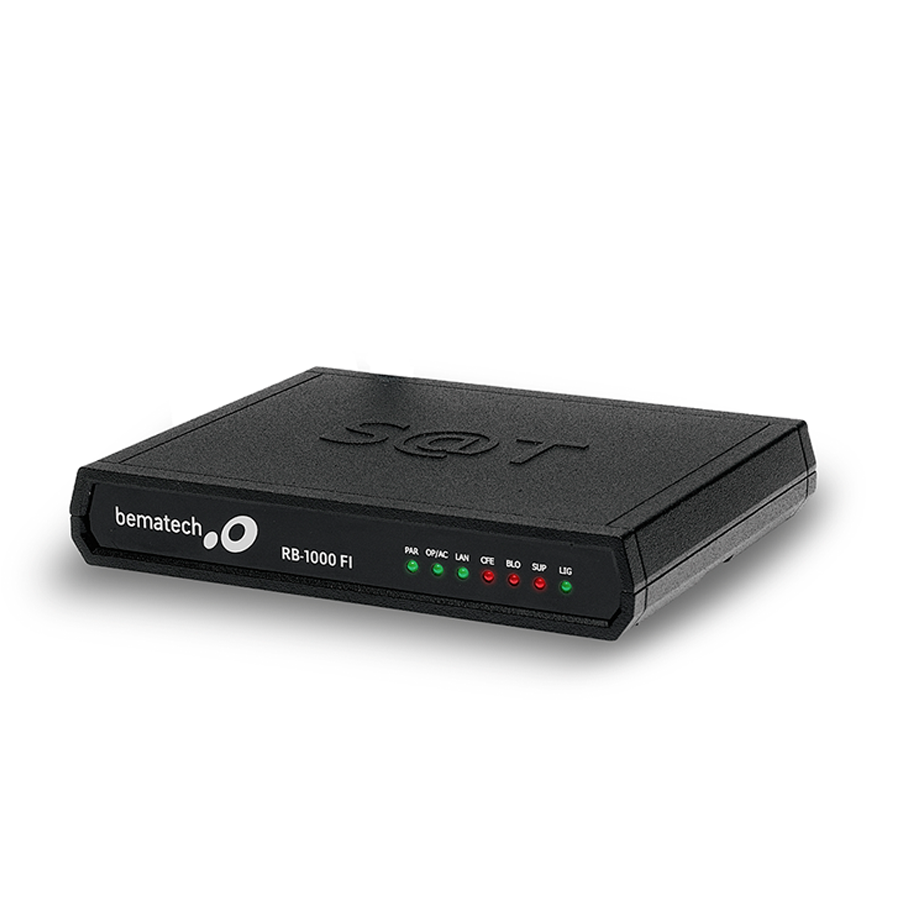 S@T
bematech
RB-1000 FI
PAR OP/AC LAN CFE BLO SUP LIG